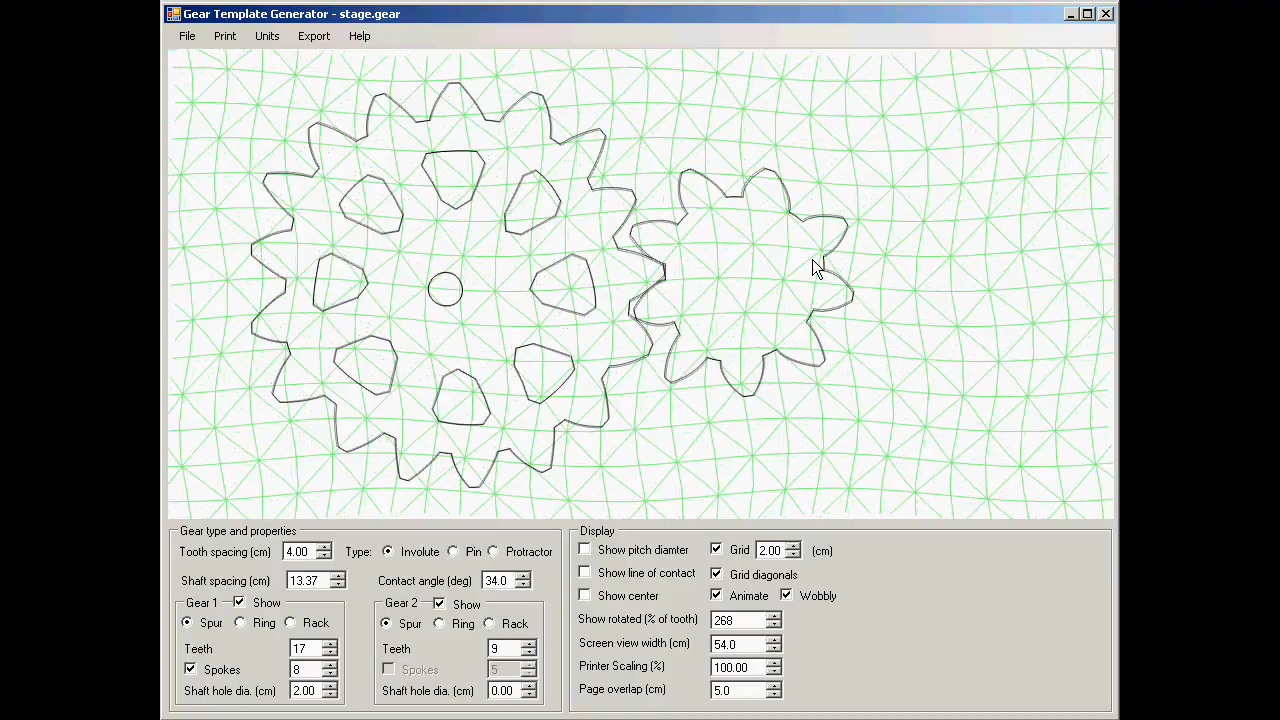 Gear Template Generator - stage.gear
File Print Units Export Help
Gear type and properties
Tooth spacing (cm) 4.00 Type: Involute Pin Protractor
Shaft spacing (cm) 13.37 Contact angle (deg) 34.0
Gear 1 Show
Spur Ring Rack
Teeth 17
Spokes 8
Shaft hole dia. (cm) 2.00
Gear 2 Show
Spur Ring Rack
Teeth 9
Spokes 5
Shaft hole dia. (cm) 0.00
Display
Show pitch diamter Grid 2.00 (cm)
Show line of contact Grid diagonals
Show center Animate Wobbly
Show rotated (% of tooth) 268
Screen view width (cm) 54.0
Printer Scaling (%) 100.00
Page overlap (cm) 5.0